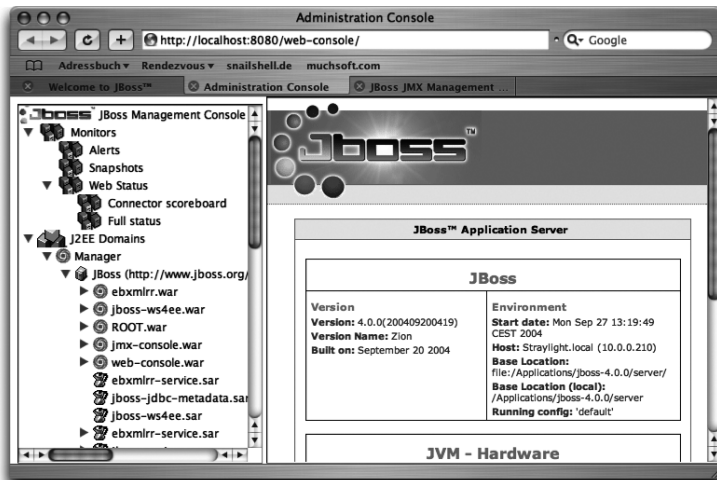 Administration Console
http://localhost:8080/web-console/
Google
Adressbuch Rendezvous snailshell.de muchsoft.com
Welcome to JBoss™ Administration Console JBoss JMX Management ...
Jboss™ JBoss Management Console
Monitors
Alerts
Snapshots
Web Status
Connector scoreboard
Full status
J2EE Domains
Manager
JBoss (http://www.jboss.org/
ebxmlrr.war
jboss-ws4ee.war
ROOT.war
jmx-console.war
web-console.war
ebxmlrr-service.sar
jboss-jdbc-metadata.sar
jboss-ws4ee.sar
ebxmlrr-service.sar
Jboss™
JBoss™ Application Server
JBoss
Version
Version: 4.0.0(200409200419)
Version Name: Zion
Built on: September 20 2004
Environment
Start date: Mon Sep 27 13:19:49
CEST 2004
Host: Straylight.local (10.0.0.210)
Base Location:
file:/Applications/jboss-4.0.0/server/
Base Location (local):
/Applications/jboss-4.0.0/server
Running config: 'default'
JVM - Hardware